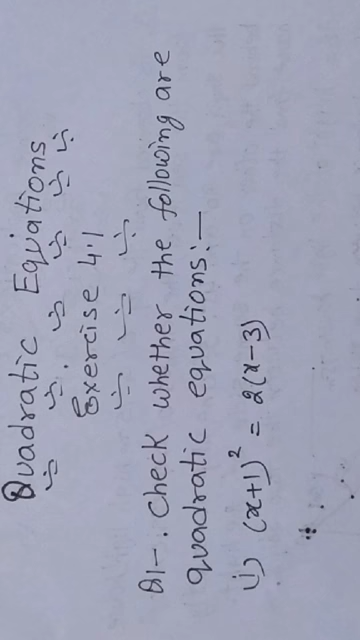 Quadratic Equations
Exercise 4.1
Q1-. Check whether the following are
quadratic equations:-
i) (x+1)² = 2(x-3)